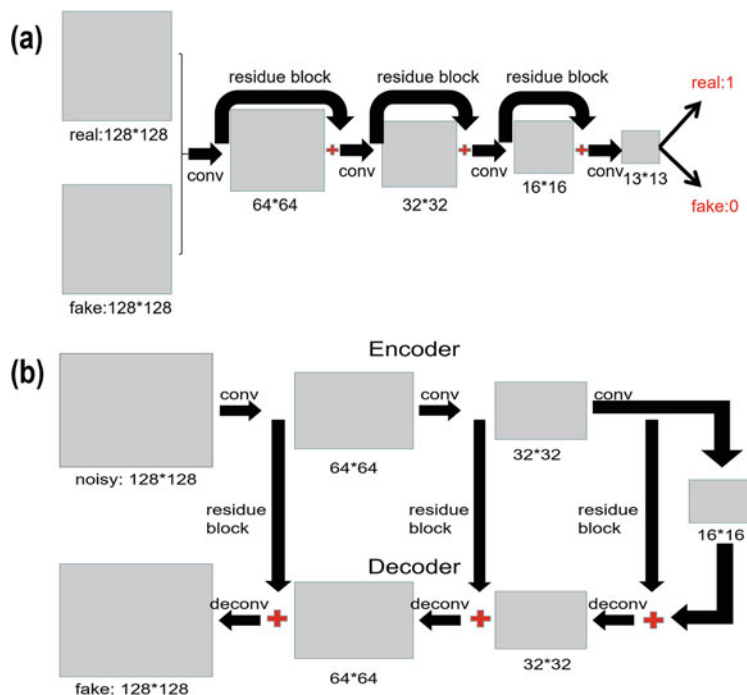 (a)
residue block
residue block
residue block
real:1
real:128*128
conv
conv
conv
conv
13*13
64*64
32*32
16*16
fake:0
fake:128*128
(b)
Encoder
conv
conv
conv
noisy: 128*128
64*64
32*32
residue
block
residue
block
residue
block
16*16
Decoder
deconv
deconv
deconv
fake: 128*128
64*64
32*32